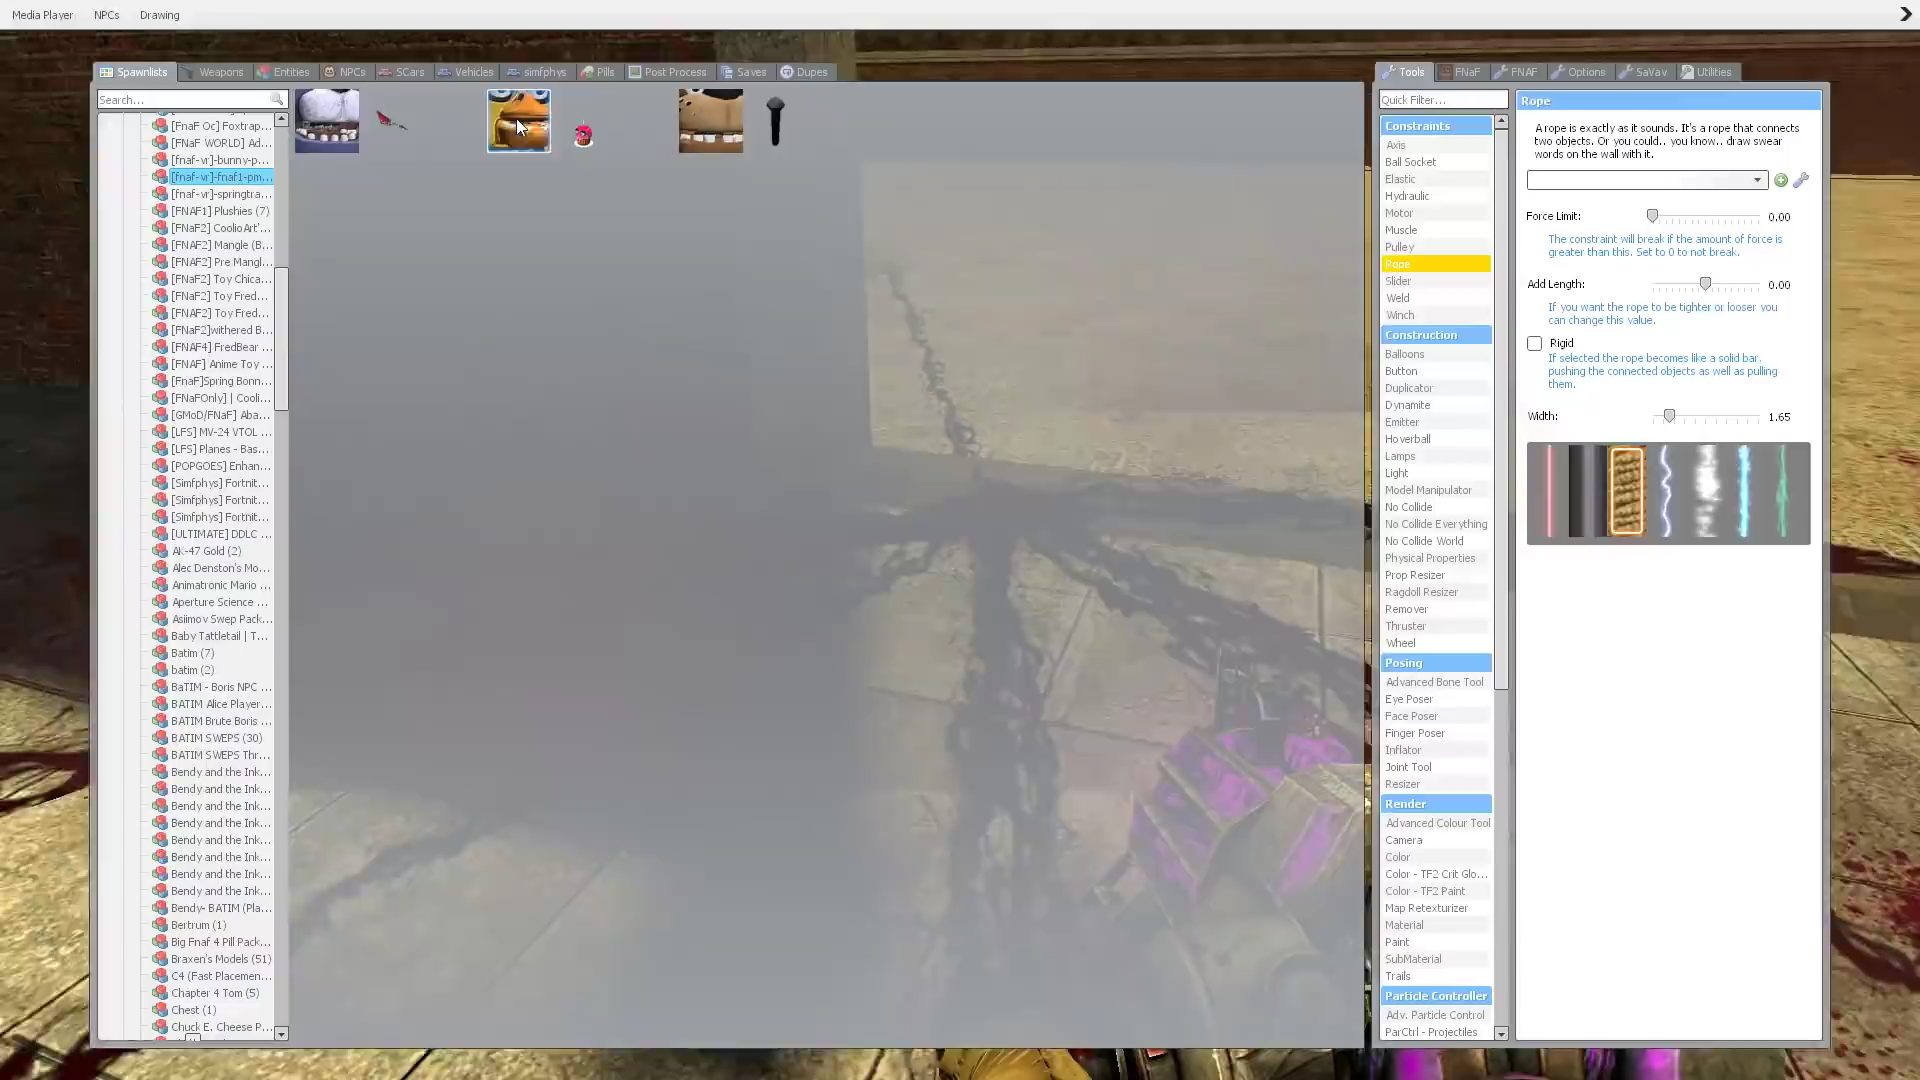 Media Player NPCs Drawing
Spawnlists Weapons Entities NPCs SCars Vehicles simfphys Pills Post Process Saves Dupes
Search...
[FnaF Oc] Foxtrap...
[FNaF WORLD] Ad...
[fnaf-vr]-bunny-p...
[fnaf-vr]-fnaf1-pm...
[fnaf-vr]-springtra...
[FNAF1] Plushies (7)
[FNaF2] CoolioArt'...
[FNAF2] Mangle (B...
[FNAF2] Pre Mangl...
[FNaF2] Toy Chica...
[FNaF2] Toy Fred...
[FNAF2] Toy Fred...
[FNaF2]withered B...
[FNAF4] FredBear ...
[FNAF] Anime Toy ...
[FnaF]Spring Bonn...
[FNaFOnly] | Cooli...
[GMoD/FNaF] Aba...
[LFS] MV-24 VTOL ...
[LFS] Planes - Bas...
[POPGOES] Enhan...
[Simfphys] Fortnit...
[Simfphys] Fortnit...
[Simfphys] Fortnit...
[ULTIMATE] DDLC ...
AK-47 Gold (2)
Alec Denston's Mo...
Animatronic Mario ...
Aperture Science ...
Asiimov Swep Pack...
Baby Tattletail | T...
Batim (7)
batim (2)
BaTIM - Boris NPC ...
BATIM Alice Player...
BATIM Brute Boris ...
BATIM SWEPS (30)
BATIM SWEPS Thr...
Bendy and the Ink...
Bendy and the Ink...
Bendy and the Ink...
Bendy and the Ink...
Bendy and the Ink...
Bendy and the Ink...
Bendy and the Ink...
Bendy and the Ink...
Bendy- BATIM (Pla...
Bertrum (1)
Big Fnaf 4 Pill Pack...
Braxen's Models (51)
C4 (Fast Placemen...
Chapter 4 Tom (5)
Chest (1)
Chuck E. Cheese P...
Tools FNaF FNAF Options SaVav Utilities
Quick Filter...
Constraints
Axis
Ball Socket
Elastic
Hydraulic
Motor
Muscle
Pulley
Rope
Slider
Weld
Winch
Construction
Balloons
Button
Duplicator
Dynamite
Emitter
Hoverball
Lamps
Light
Model Manipulator
No Collide
No Collide Everything
No Collide World
Physical Properties
Prop Resizer
Ragdoll Resizer
Remover
Thruster
Wheel
Posing
Advanced Bone Tool
Eye Poser
Face Poser
Finger Poser
Inflator
Joint Tool
Resizer
Render
Advanced Colour Tool
Camera
Color
Color - TF2 Crit Glo...
Color - TF2 Paint
Map Retexturizer
Material
Paint
SubMaterial
Trails
Particle Controller
Adv. Particle Control
ParCtrl - Projectiles
Rope
A rope is exactly as it sounds. It's a rope that connects
two objects. Or you could.. you know.. draw swear
words on the wall with it.
Force Limit: 0.00
The constraint will break if the amount of force is
greater than this. Set to 0 to not break.
Add Length: 0.00
If you want the rope to be tighter or looser you
can change this value.
Rigid
If selected the rope becomes like a solid bar,
pushing the connected objects as well as pulling
them.
Width: 1.65